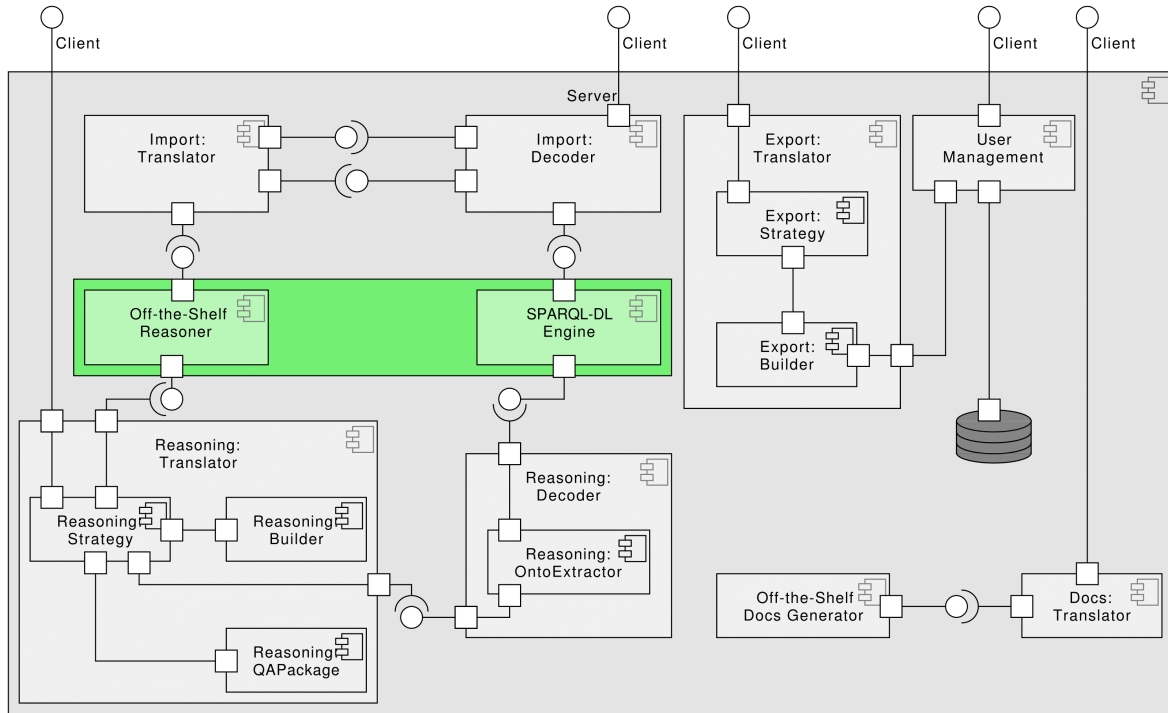 Client
Client
Client
Client
Client
Server
Import:
Translator
Import:
Decoder
Export:
Translator
User
Management
Export:
Strategy
Off-the-Shelf
Reasoner
SPARQL-DL
Engine
Export:
Builder
Reasoning:
Translator
Reasoning:
Decoder
Reasoning:
Strategy
Reasoning:
Builder
Reasoning:
OntoExtractor
Off-the-Shelf
Docs Generator
Docs:
Translator
Reasoning:
QAPackage